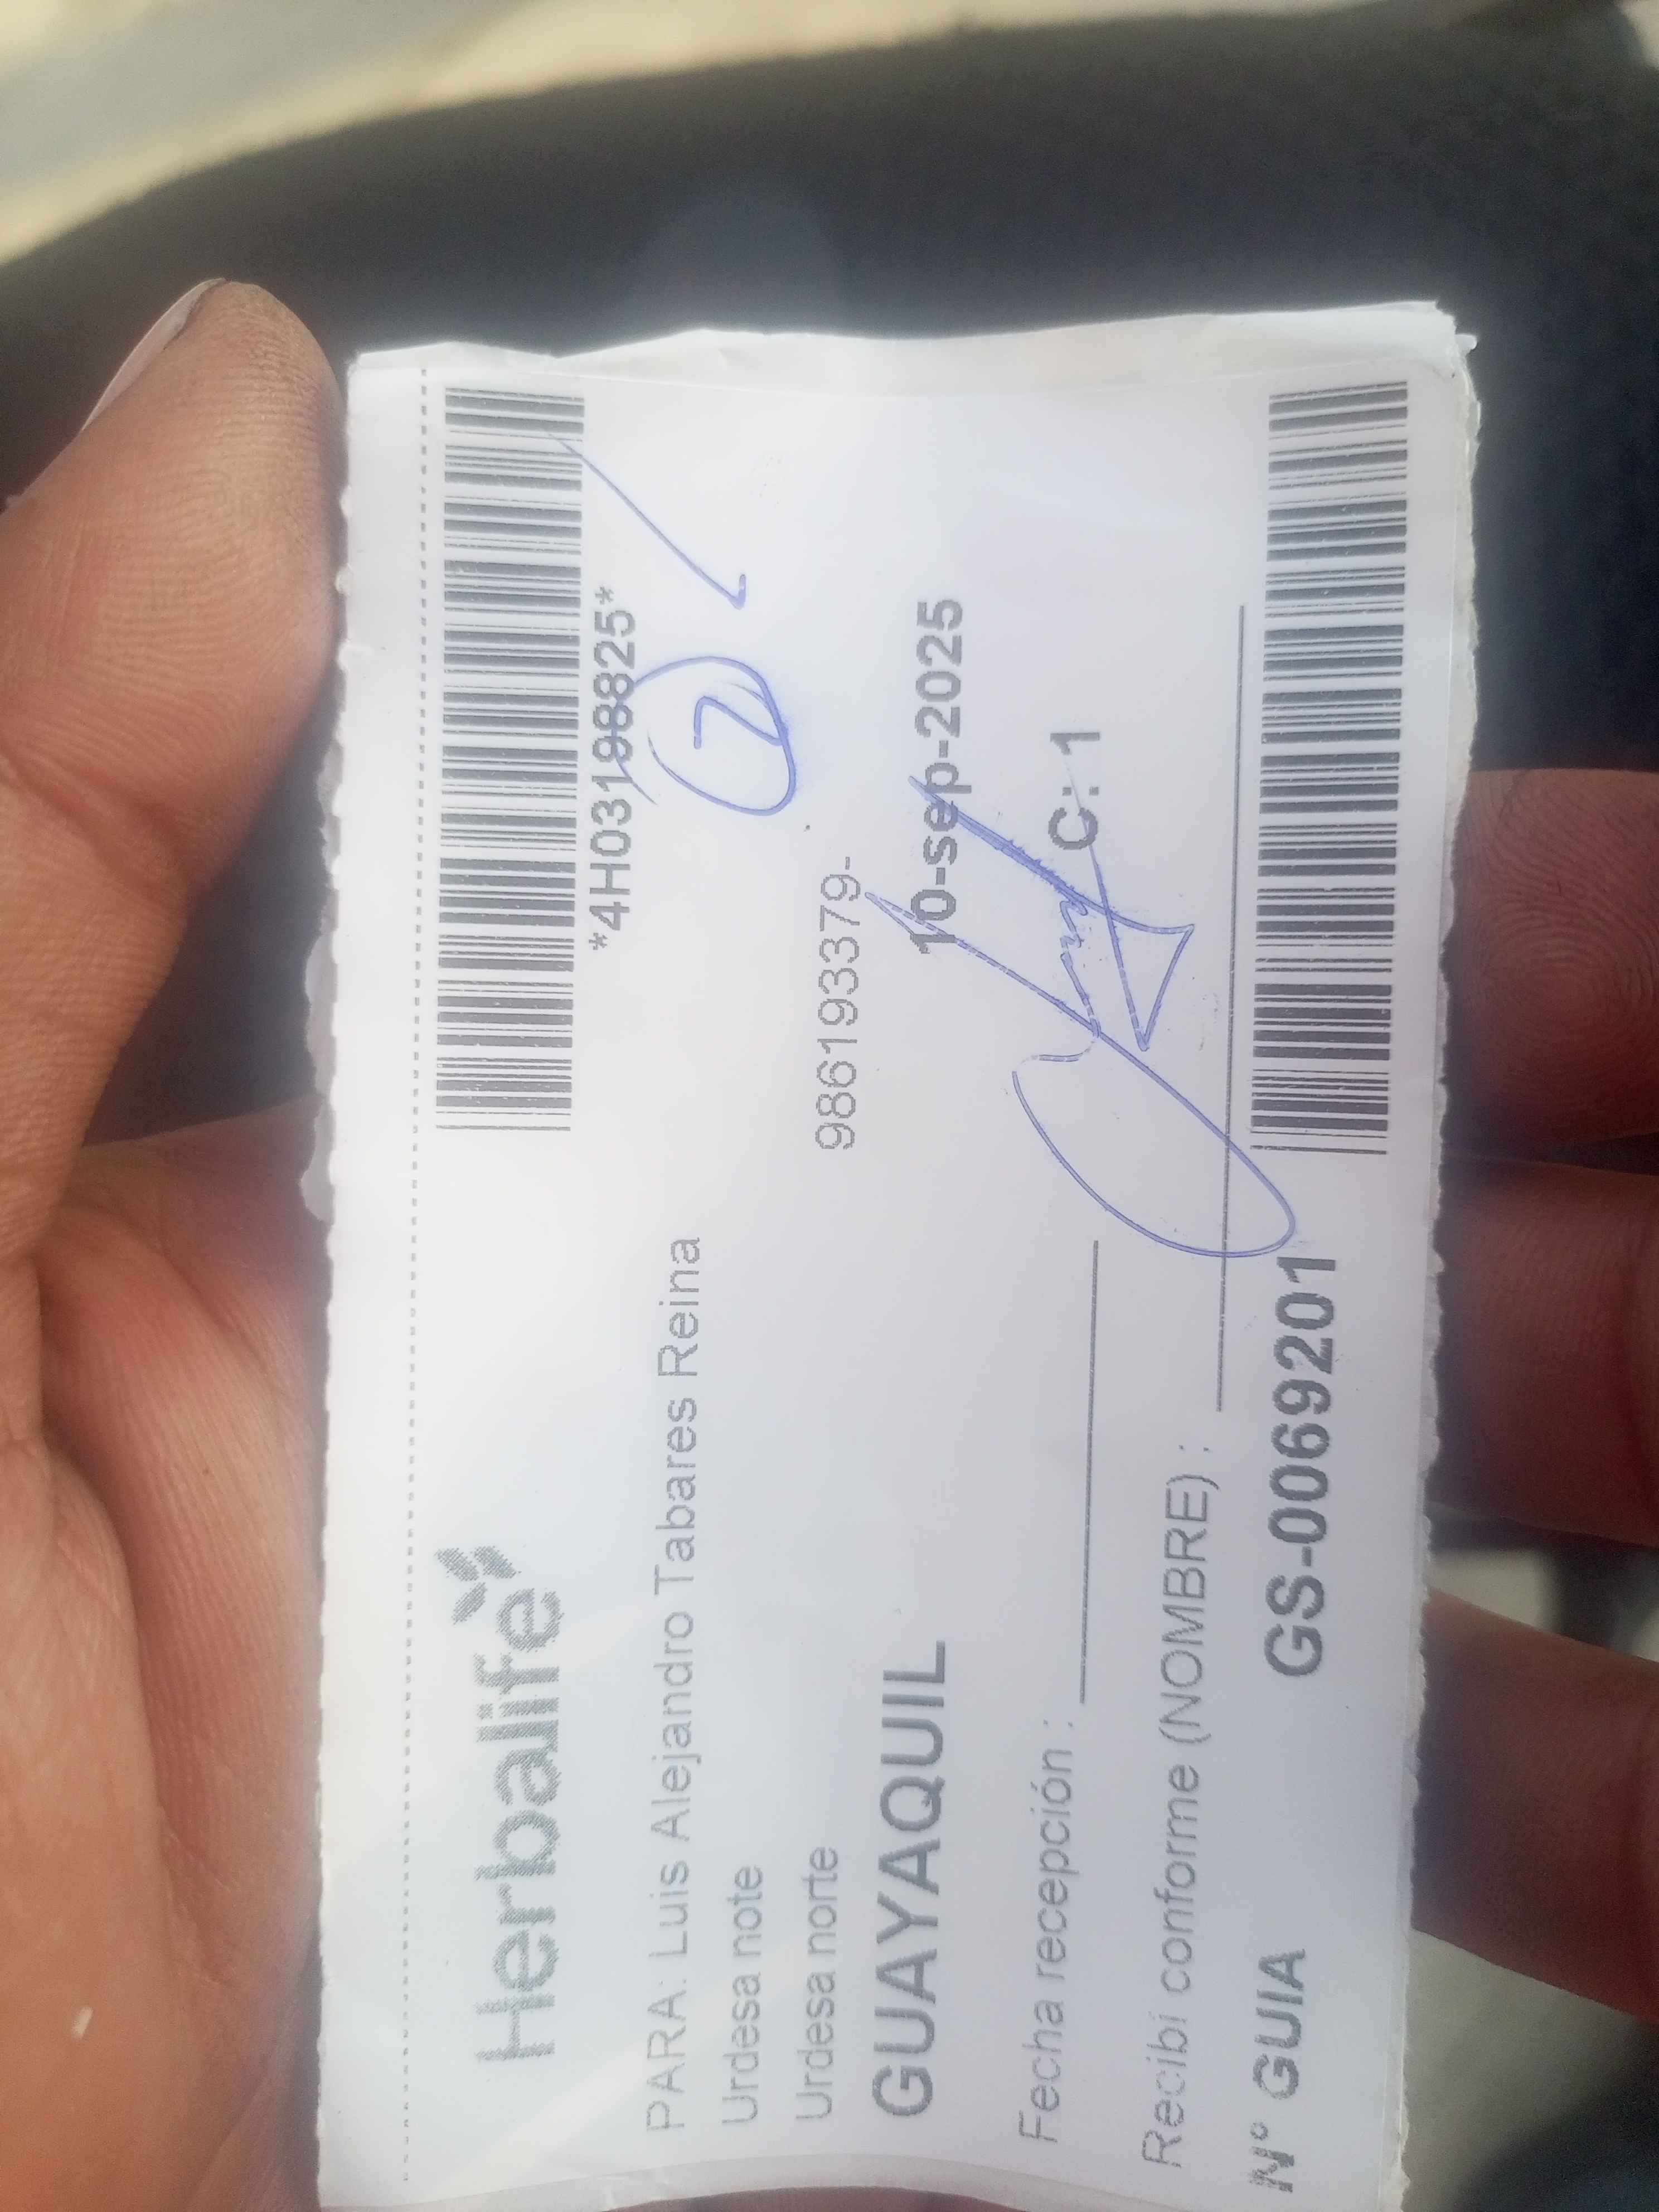 Herbalife
*4H03198825*
PARA: Luis Alejandro Tabares Reina
Urdesa note
2
Urdesa norte
986193379-
GUAYAQUIL
10-sep-2025
Fecha recepción :
C: 1
Recibí conforme (NOMBRE) :
N° GUIA
GS-0069201